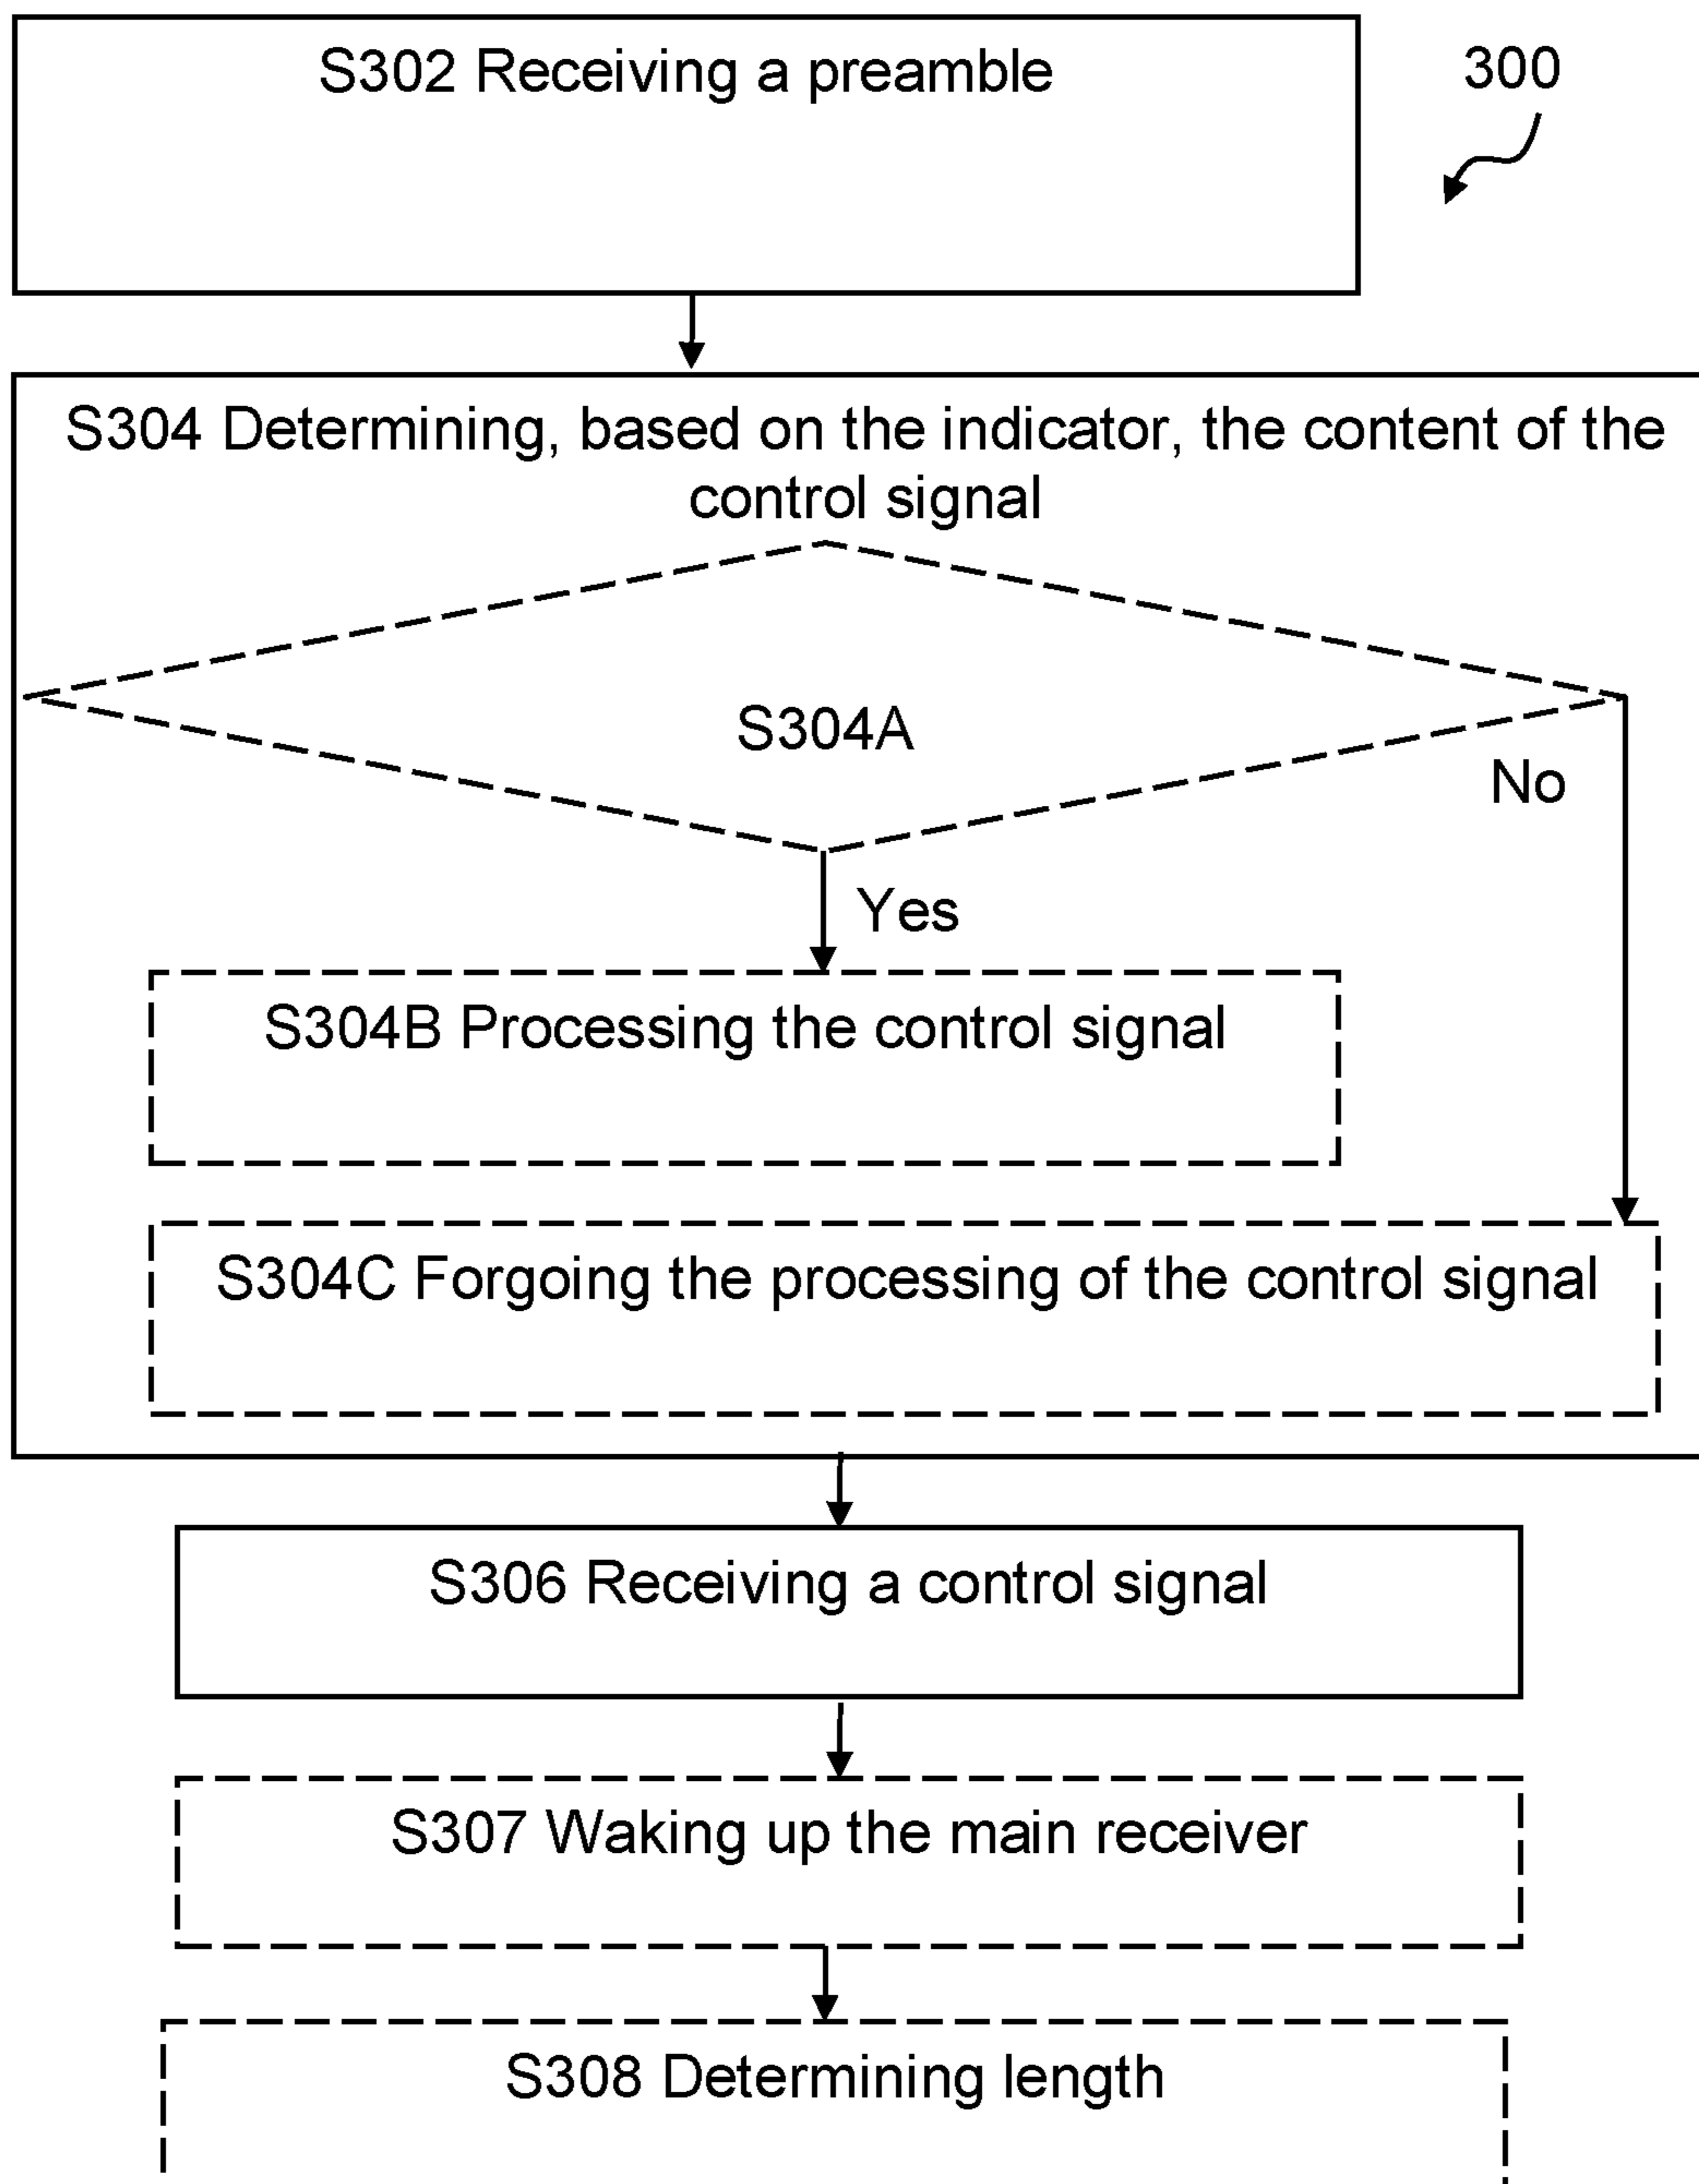 S302 Receiving a preamble
300
S304 Determining, based on the indicator, the content of the
control signal
S304A
No
Yes
S304B Processing the control signal
S304C Forgoing the processing of the control signal
S306 Receiving a control signal
S307 Waking up the main receiver
S308 Determining length